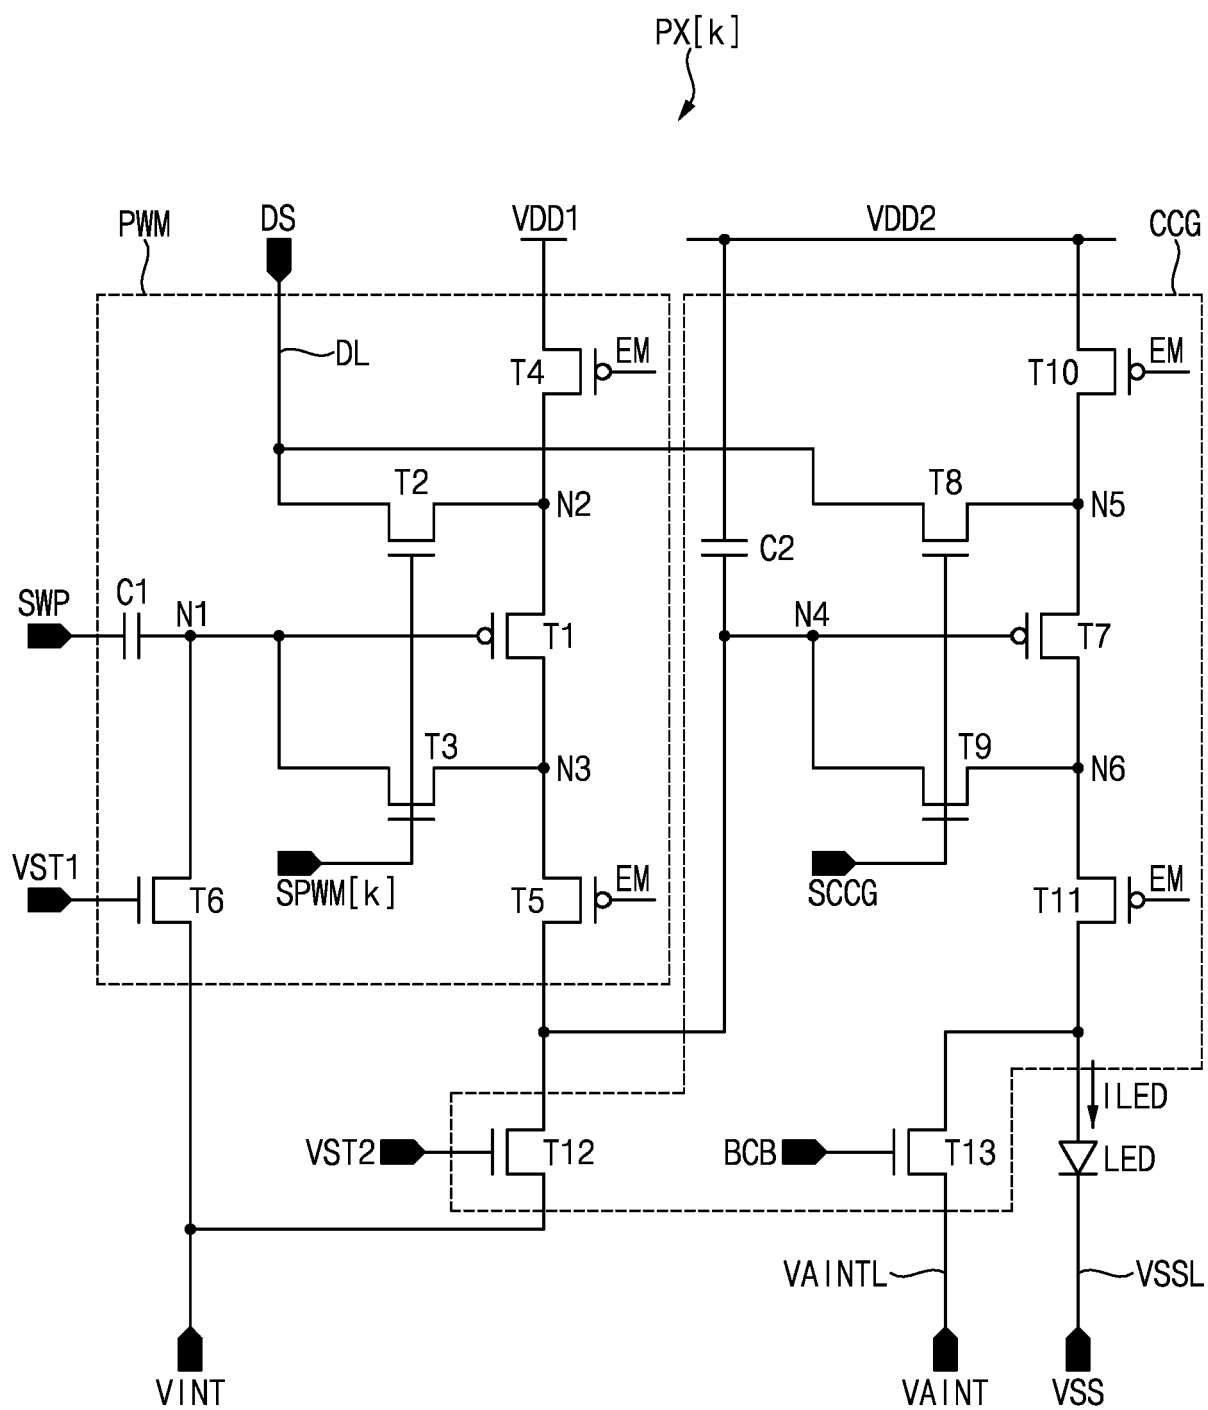 PX[k]
PWM
DS
VDD1
VDD2
CCG
DL
T4
EM
T10
EM
T2
N2
T8
N5
C2
SWP
C1
N1
T1
N4
T7
T3
N3
T9
N6
VST1
T6
SPWM[k]
T5
EM
SCCG
T11
EM
ILED
VST2
T12
BCB
T13
LED
VAINTL
VSSL
VINT
VAINT
VSS